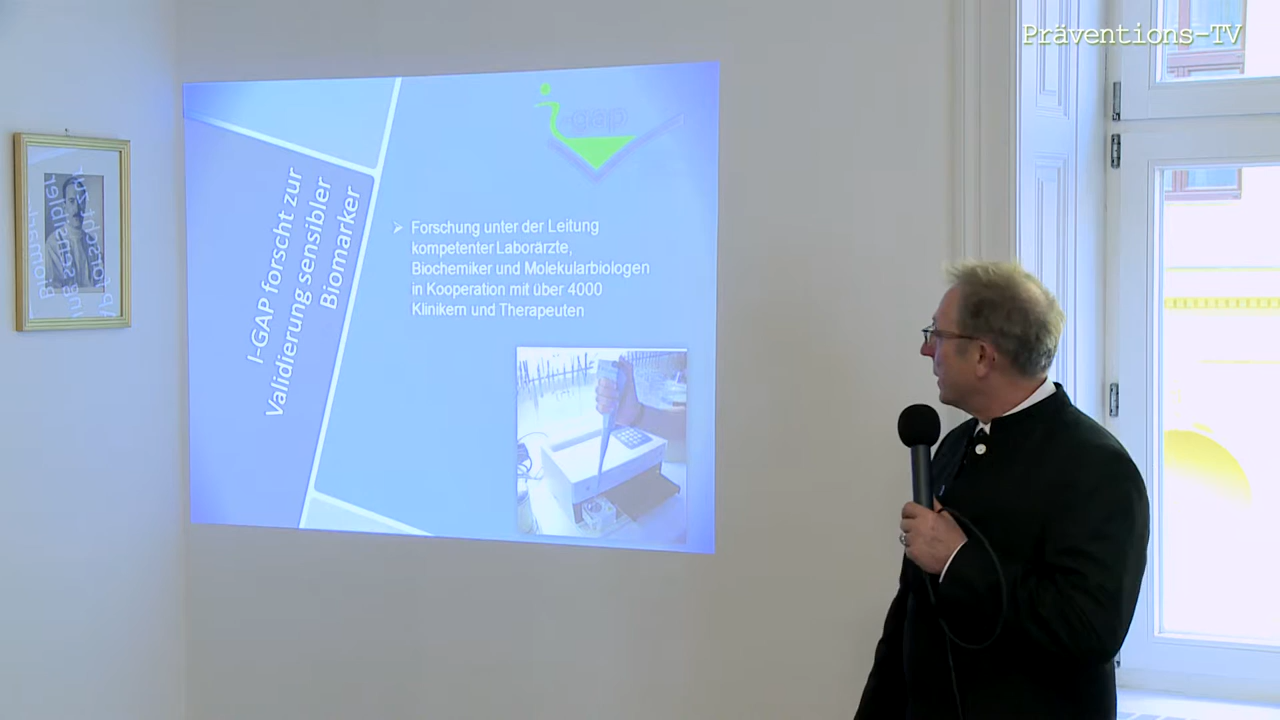 Präventions-TV
i-gap
I-GAP forscht zur
Validierung sensibler
Biomarker
Forschung unter der Leitung
kompetenter Laborärzte,
Biochemiker und Molekularbiologen
in Kooperation mit über 4000
Klinikern und Therapeuten